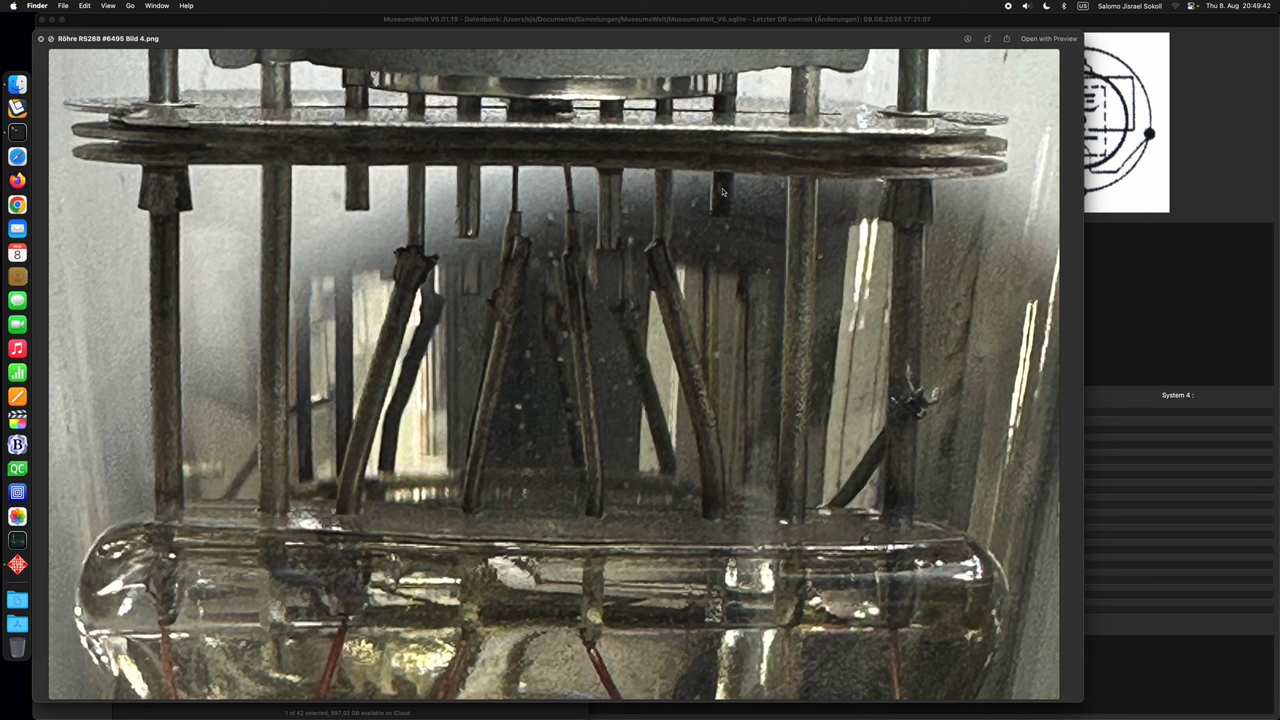 Finder File Edit View Go Window Help
US Salomo Jisrael Sokoll Thu 8. Aug 20:49:42
MuseumsWelt V6.01.19 - Datenbank: /Users/sjs/Documents/Sammlungen/MuseumsWelt/MuseumsWelt_V6.sqlite - Letzter DB commit (Änderungen): 08.08.2024 17:31:07
Röhre RS288 #6495 Bild 4.png
Open with Preview
8
QC
System 4 :
1 of 42 selected, 997,02 GB available on iCloud